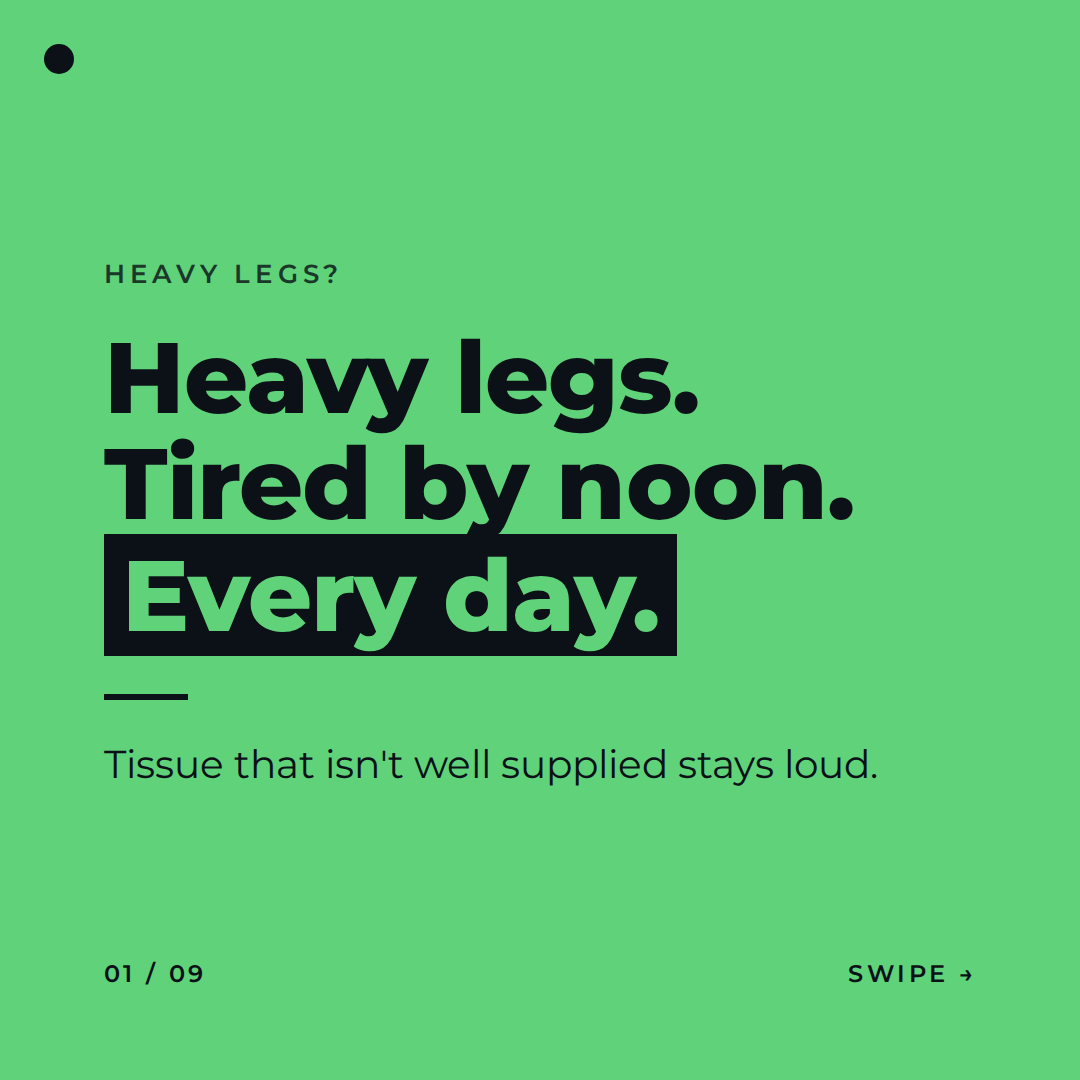 HEAVY LEGS?
Heavy legs.
Tired by noon.
Every day.
Tissue that isn't well supplied stays loud.
01 / 09
SWIPE →